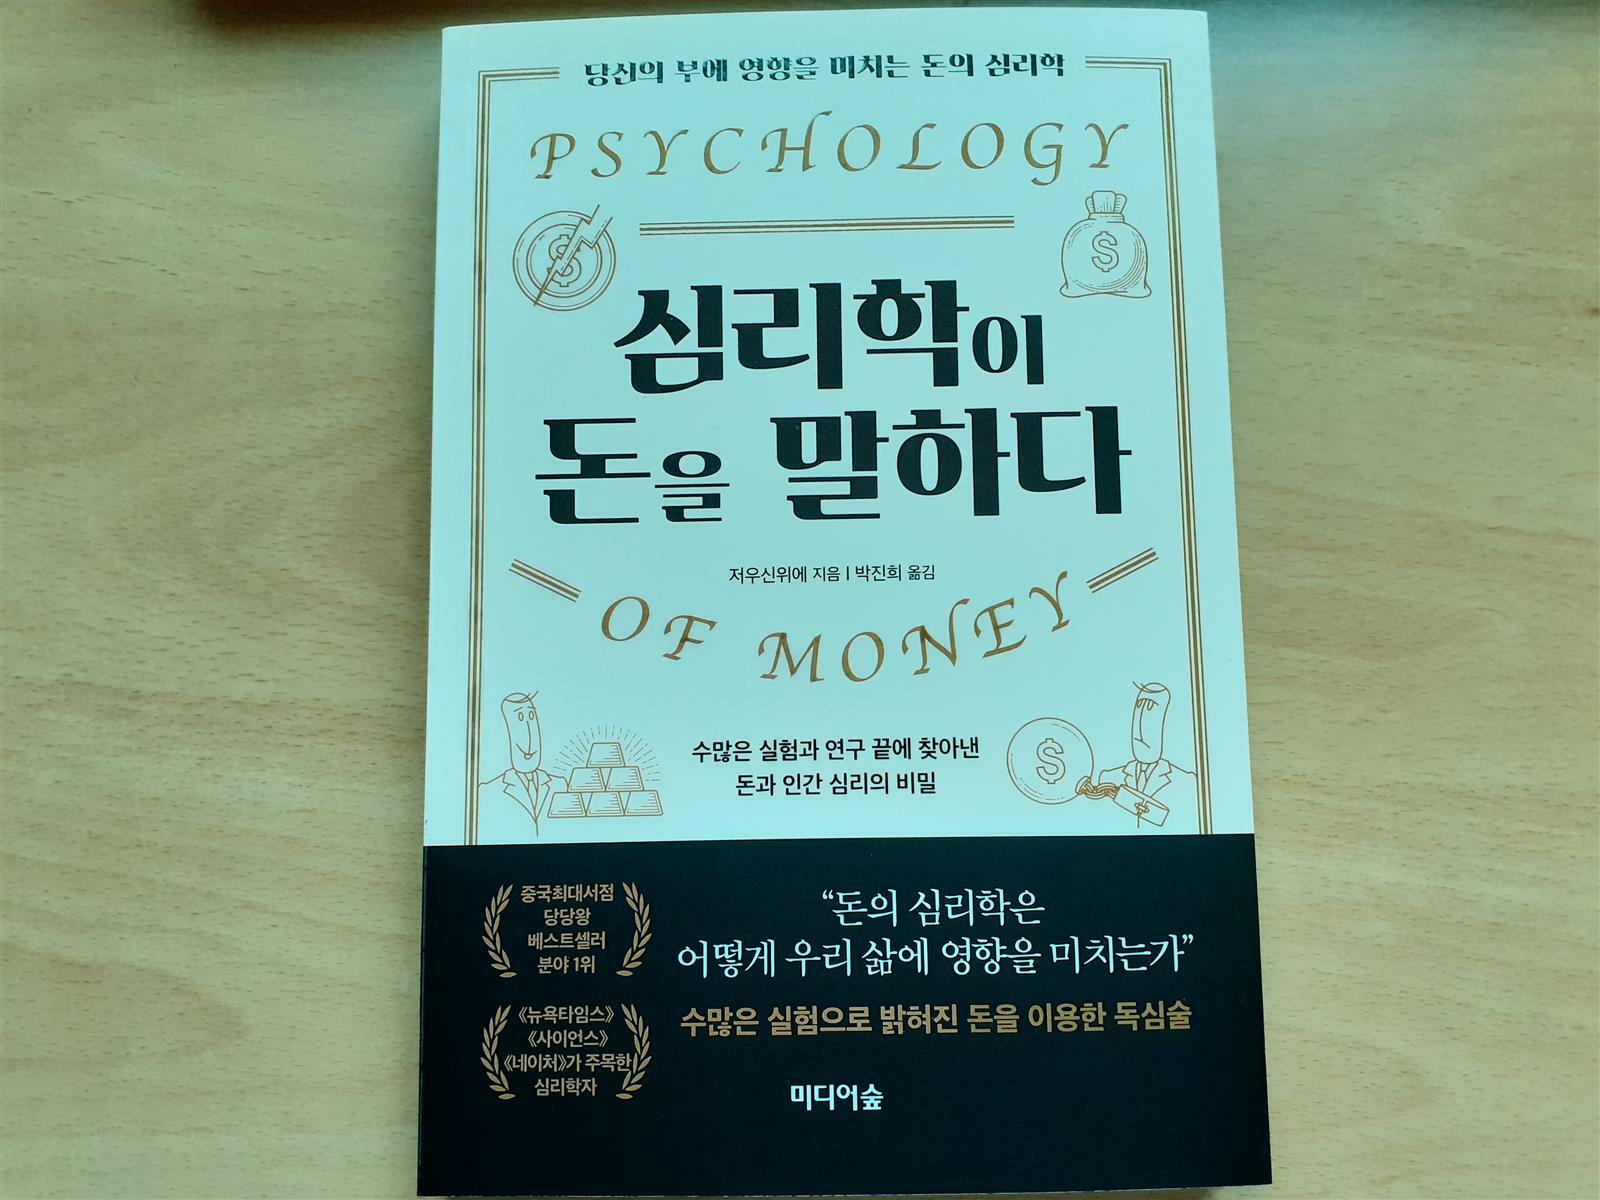 당신의 부에 영향을 미치는 돈의 심리학
PSYCHOLOGY
심리학이
돈을 말하다
저우신위에 지음 | 박진희 옮김
OF MONEY
수많은 실험과 연구 끝에 찾아낸
돈과 인간 심리의 비밀
중국최대서점
당당왕
베스트셀러
분야 1위
“돈의 심리학은
어떻게 우리 삶에 영향을 미치는가”
수많은 실험으로 밝혀진 돈을 이용한 독심술
《뉴욕타임스》
《사이언스》
《네이처》가 주목한
심리학자
미디어숲